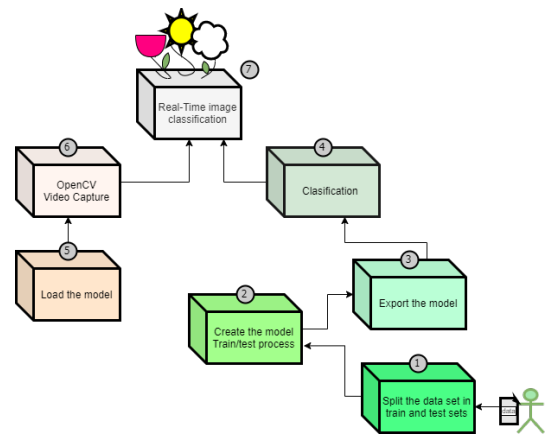 7
Real-Time image
classification
6
OpenCV
Video Capture
4
Clasification
5
Load the model
3
Export the model
2
Create the model
Train/test process
1
Split the data set in
train and test sets
data